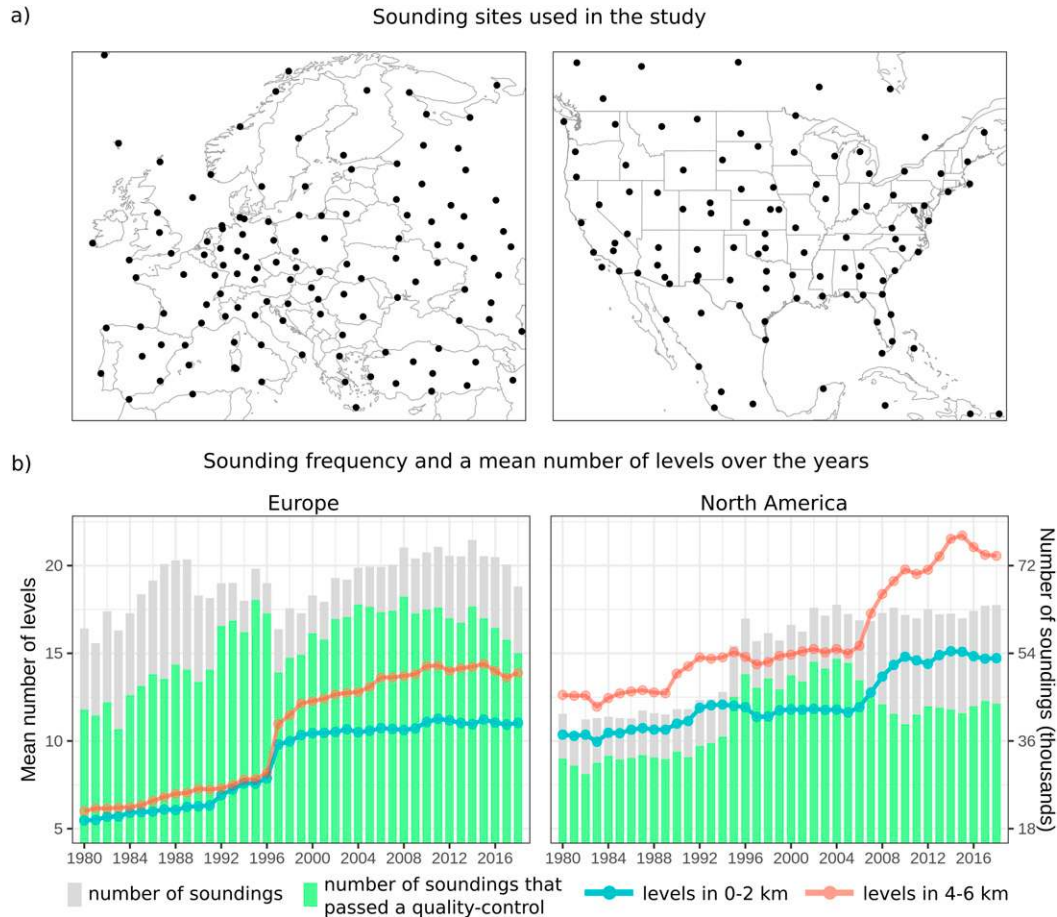 a)
Sounding sites used in the study
b)
Sounding frequency and a mean number of levels over the years
Europe
North America
Mean number of levels
20
15
10
5
Number of soundings (thousands)
72
54
36
18
1980 1984 1988 1992 1996 2000 2004 2008 2012 2016
1980 1984 1988 1992 1996 2000 2004 2008 2012 2016
number of soundings
number of soundings that
passed a quality-control
levels in 0-2 km
levels in 4-6 km